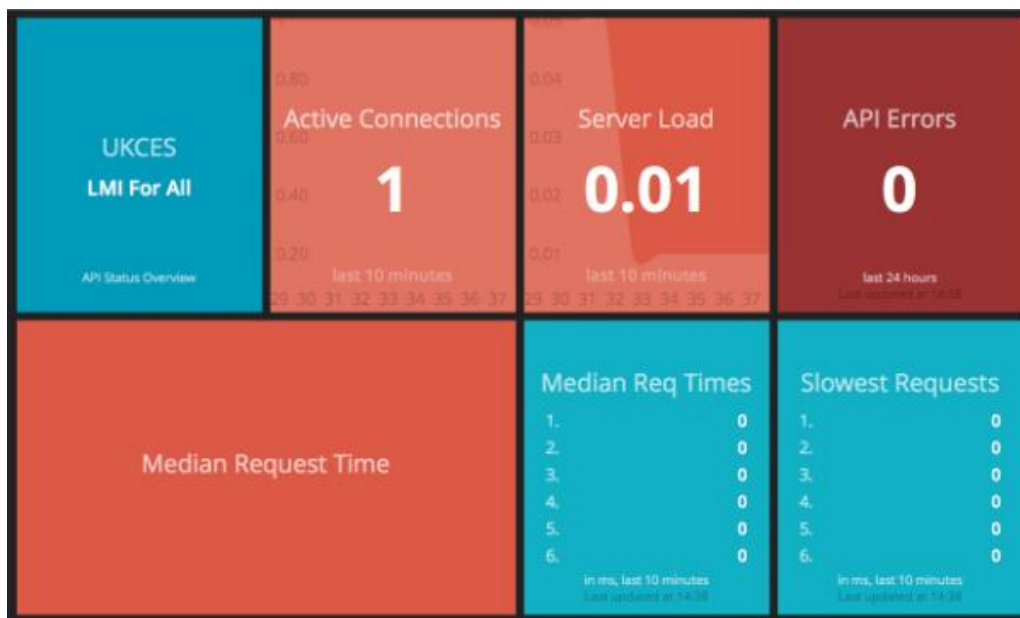 UKCES
LMI For All
API Status Overview
0.80
0.60
0.40
0.20
Active Connections
1
last 10 minutes
29 30 31 32 33 34 35 36 37
0.04
0.03
0.02
0.01
Server Load
0.01
last 10 minutes
29 30 31 32 33 34 35 36 37
API Errors
0
last 24 hours
Last updated at 14:38
Median Request Time
Median Req Times
1. 0
2. 0
3. 0
4. 0
5. 0
6. 0
in ms, last 10 minutes
Last updated at 14:38
Slowest Requests
1. 0
2. 0
3. 0
4. 0
5. 0
6. 0
in ms, last 10 minutes
Last updated at 14:38